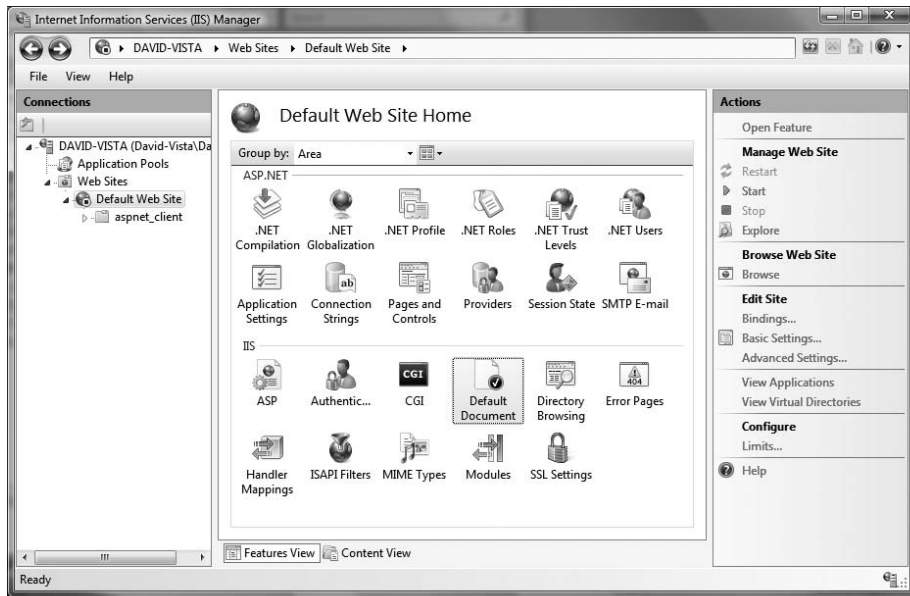 Internet Information Services (IIS) Manager
DAVID-VISTA Web Sites Default Web Site
File View Help
Connections
DAVID-VISTA (David-Vista\Da
Application Pools
Web Sites
Default Web Site
aspnet_client
Default Web Site Home
Group by: Area
ASP.NET
.NET Compilation
.NET Globalization
.NET Profile
.NET Roles
.NET Trust Levels
.NET Users
Application Settings
Connection Strings
Pages and Controls
Providers
Session State
SMTP E-mail
ab
IIS
ASP
Authentic...
CGI
CGI
Default Document
Directory Browsing
404
Error Pages
Handler Mappings
ISAPI Filters
MIME Types
Modules
SSL Settings
Features View
Content View
Actions
Open Feature
Manage Web Site
Restart
Start
Stop
Explore
Browse Web Site
Browse
Edit Site
Bindings...
Basic Settings...
Advanced Settings...
View Applications
View Virtual Directories
Configure
Limits...
Help
Ready